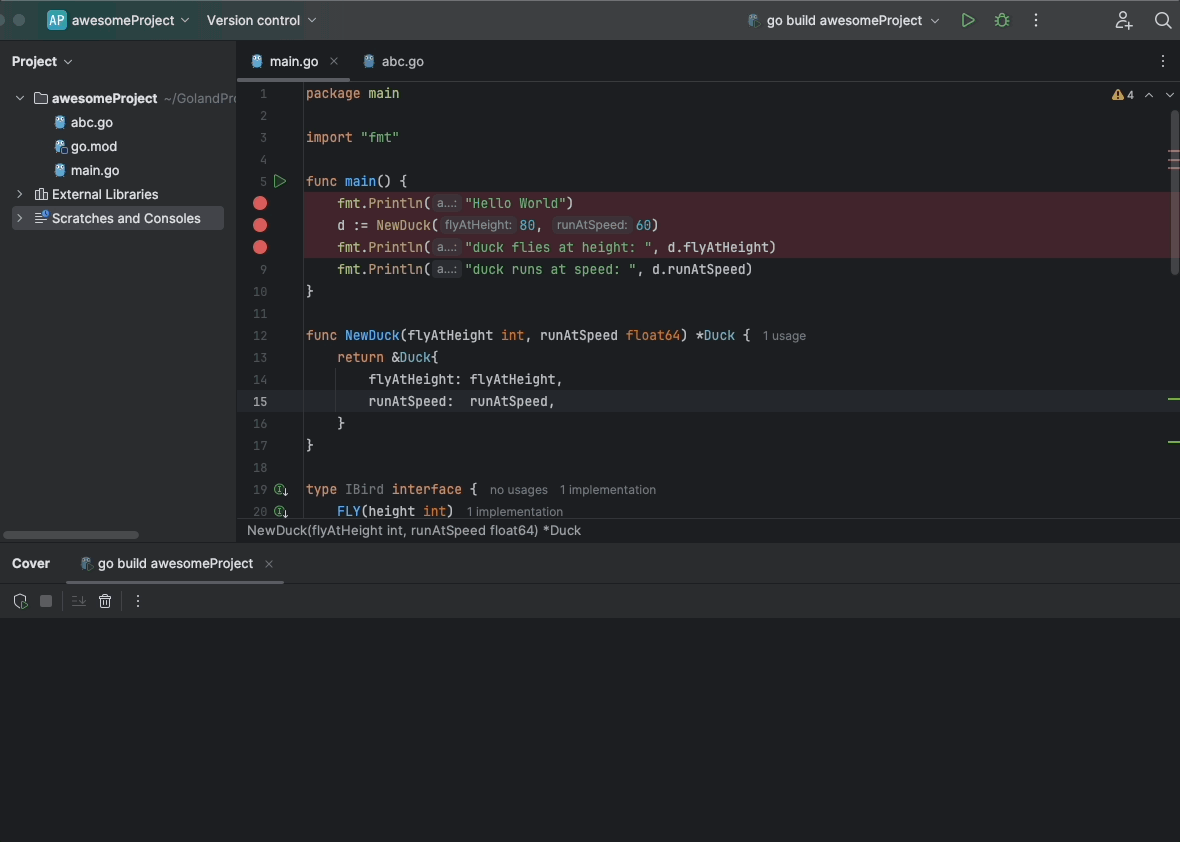 AP awesomeProject Version control go build awesomeProject
Project main.go abc.go
awesomeProject ~/GolandPro
abc.go
go.mod
main.go
External Libraries
Scratches and Consoles
4
1 package main
2
3 import "fmt"
4
5 func main() {
fmt.Println( a…: "Hello World")
d := NewDuck( flyAtHeight: 80, runAtSpeed: 60)
fmt.Println( a…: "duck flies at height: ", d.flyAtHeight)
9 fmt.Println( a…: "duck runs at speed: ", d.runAtSpeed)
10 }
11
12 func NewDuck(flyAtHeight int, runAtSpeed float64) *Duck { 1 usage
13 return &Duck{
14 flyAtHeight: flyAtHeight,
15 runAtSpeed: runAtSpeed,
16 }
17 }
18
19 type IBird interface { no usages 1 implementation
20 FLY(height int) 1 implementation
NewDuck(flyAtHeight int, runAtSpeed float64) *Duck
Cover go build awesomeProject